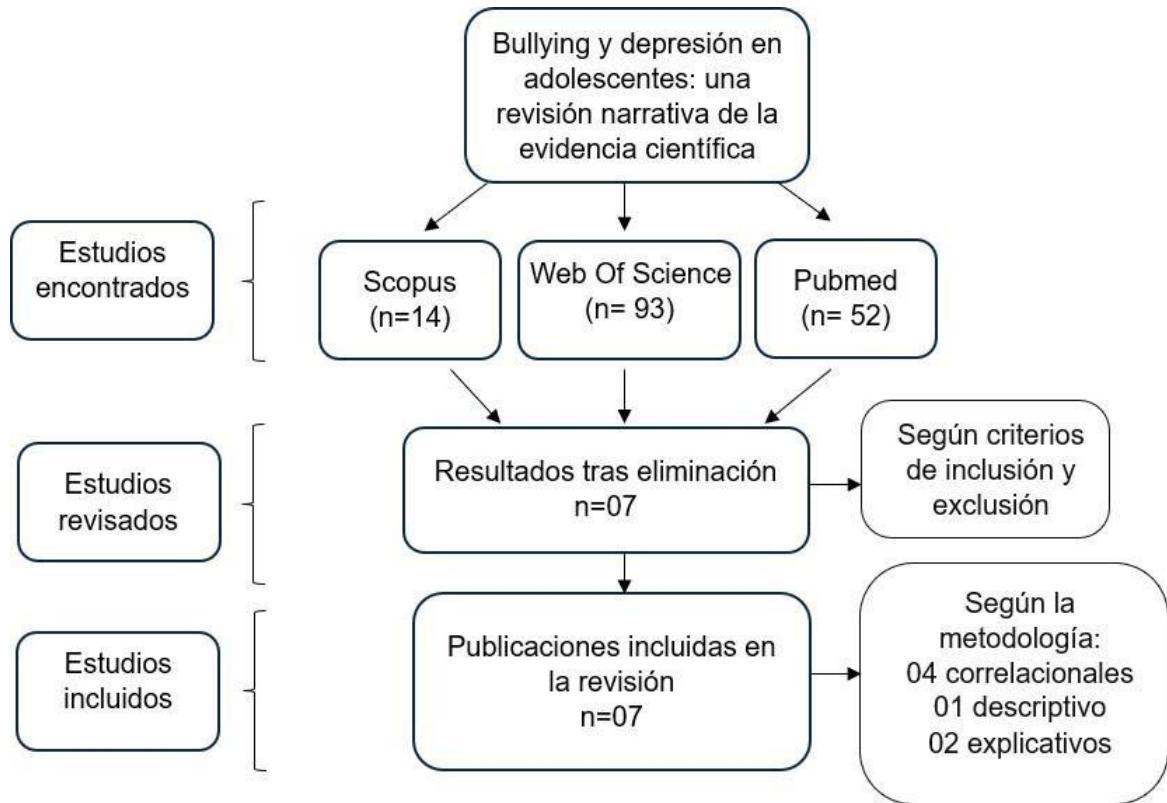 Bullying y depresión en
adolescentes: una
revisión narrativa de la
evidencia científica
Estudios
encontrados
Scopus
(n=14)
Web Of Science
(n= 93)
Pubmed
(n= 52)
Estudios
revisados
Resultados tras eliminación
n=07
Según criterios
de inclusión y
exclusión
Estudios
incluidos
Publicaciones incluidas en
la revisión
n=07
Según la
metodología:
04 correlacionales
01 descriptivo
02 explicativos